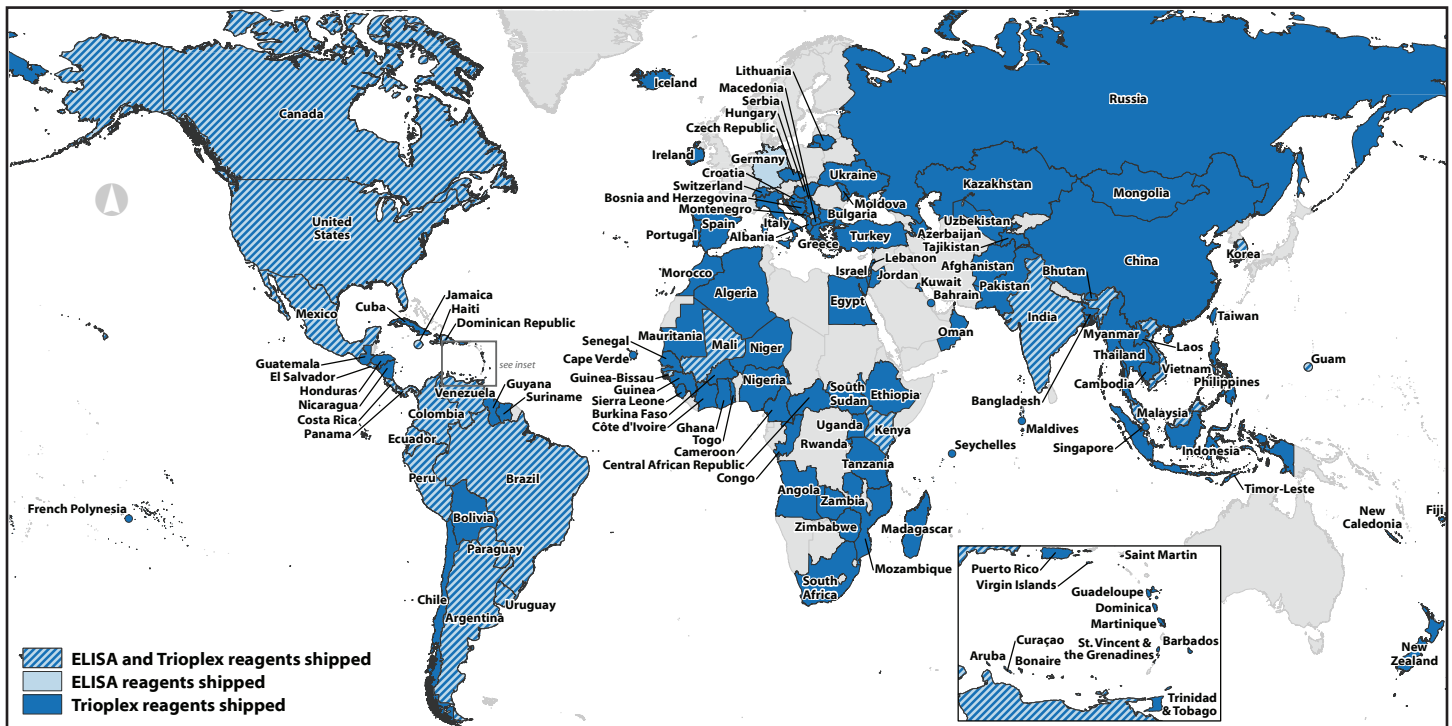 Canada
United
States
Mexico
Cuba
Jamaica
Haiti
Dominican Republic
see inset
Guatemala
El Salvador
Honduras
Nicaragua
Costa Rica
Panama
Venezuela
Guyana
Suriname
Colombia
Ecuador
Peru
Brazil
Bolivia
Paraguay
Chile
Argentina
Uruguay
French Polynesia
Iceland
Ireland
Lithuania
Macedonia
Serbia
Hungary
Czech Republic
Germany
Croatia
Switzerland
Bosnia and Herzegovina
Montenegro
Italy
Spain
Portugal
Albania
Greece
Bulgaria
Moldova
Ukraine
Turkey
Russia
Kazakhstan
Mongolia
Uzbekistan
Azerbaijan
Tajikistan
Lebanon
Israel
Jordan
Afghanistan
Kuwait
Bahrain
Pakistan
Bhutan
China
Korea
India
Oman
Taiwan
Myanmar
Laos
Thailand
Vietnam
Cambodia
Philippines
Guam
Bangladesh
Maldives
Malaysia
Singapore
Indonesia
Seychelles
Timor-Leste
New
Caledonia
Fiji
New
Zealand
Morocco
Algeria
Egypt
Mauritania
Mali
Niger
Senegal
Cape Verde
Guinea-Bissau
Guinea
Sierra Leone
Burkina Faso
Côte d'Ivoire
Nigeria
Ghana
Togo
Cameroon
Central African Republic
Congo
South
Sudan
Ethiopia
Uganda
Kenya
Rwanda
Tanzania
Angola
Zambia
Zimbabwe
Madagascar
Mozambique
South
Africa
Saint Martin
Puerto Rico
Virgin Islands
Guadeloupe
Dominica
Martinique
Curaçao
St. Vincent &
the Grenadines
Barbados
Aruba
Bonaire
Trinidad
& Tobago
ELISA and Trioplex reagents shipped
ELISA reagents shipped
Trioplex reagents shipped